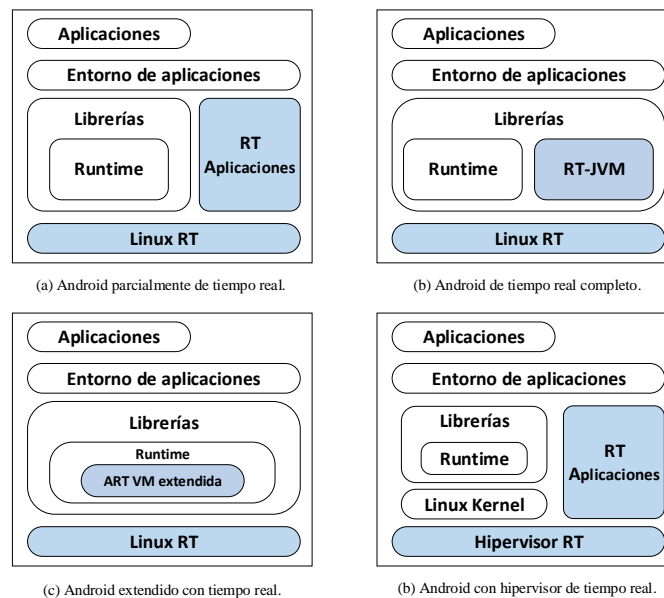 Aplicaciones
Entorno de aplicaciones
Librerías
Runtime
RT
Aplicaciones
Linux RT
(a) Android parcialmente de tiempo real.
Aplicaciones
Entorno de aplicaciones
Librerías
Runtime
RT-JVM
Linux RT
(b) Android de tiempo real completo.
Aplicaciones
Entorno de aplicaciones
Librerías
Runtime
ART VM extendida
Linux RT
(c) Android extendido con tiempo real.
Aplicaciones
Entorno de aplicaciones
Librerías
Runtime
Linux Kernel
RT
Aplicaciones
Hipervisor RT
(b) Android con hipervisor de tiempo real.